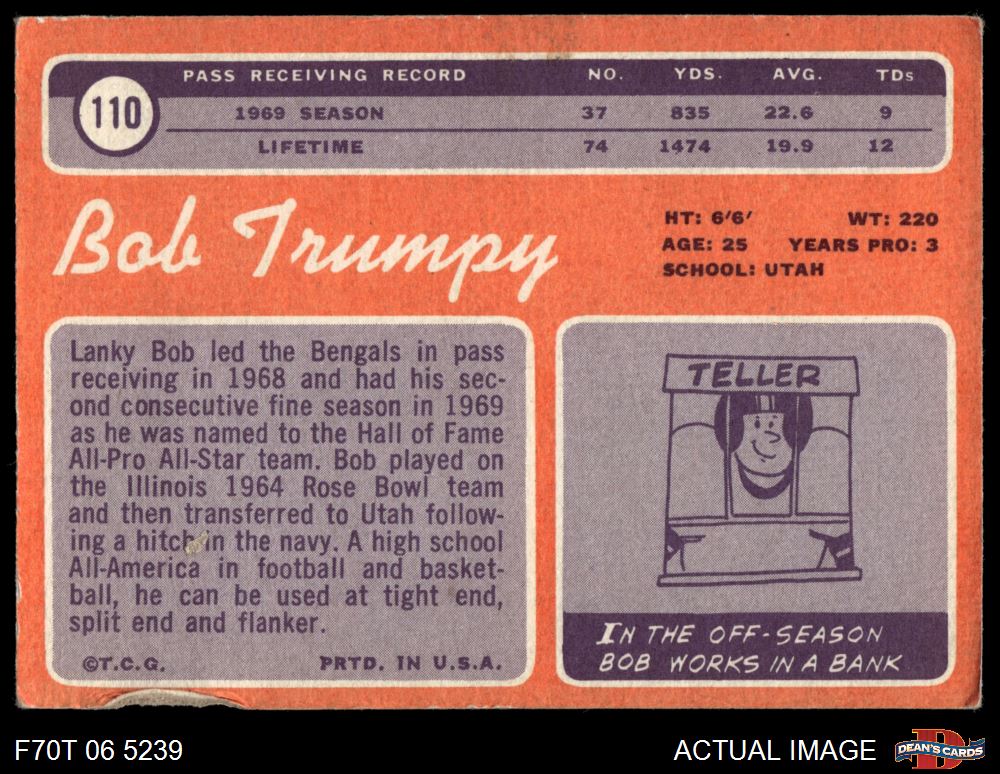 PASS RECEIVING RECORD NO. YDS. AVG. TDs
110
1969 SEASON 37 835 22.6 9
LIFETIME 74 1474 19.9 12
Bob Trumpy
HT: 6'6' WT: 220
AGE: 25 YEARS PRO: 3
SCHOOL: UTAH
Lanky Bob led the Bengals in pass
receiving in 1968 and had his sec-
ond consecutive fine season in 1969
as he was named to the Hall of Fame
All-Pro All-Star team. Bob played on
the Illinois 1964 Rose Bowl team
and then transferred to Utah follow-
ing a hitch in the navy. A high school
All-America in football and basket-
ball, he can be used at tight end,
split end and flanker.
©T.C.G. PRTD. IN U.S.A.
TELLER
IN THE OFF-SEASON
BOB WORKS IN A BANK
F70T 06 5239
ACTUAL IMAGE
DEAN'S CARDS